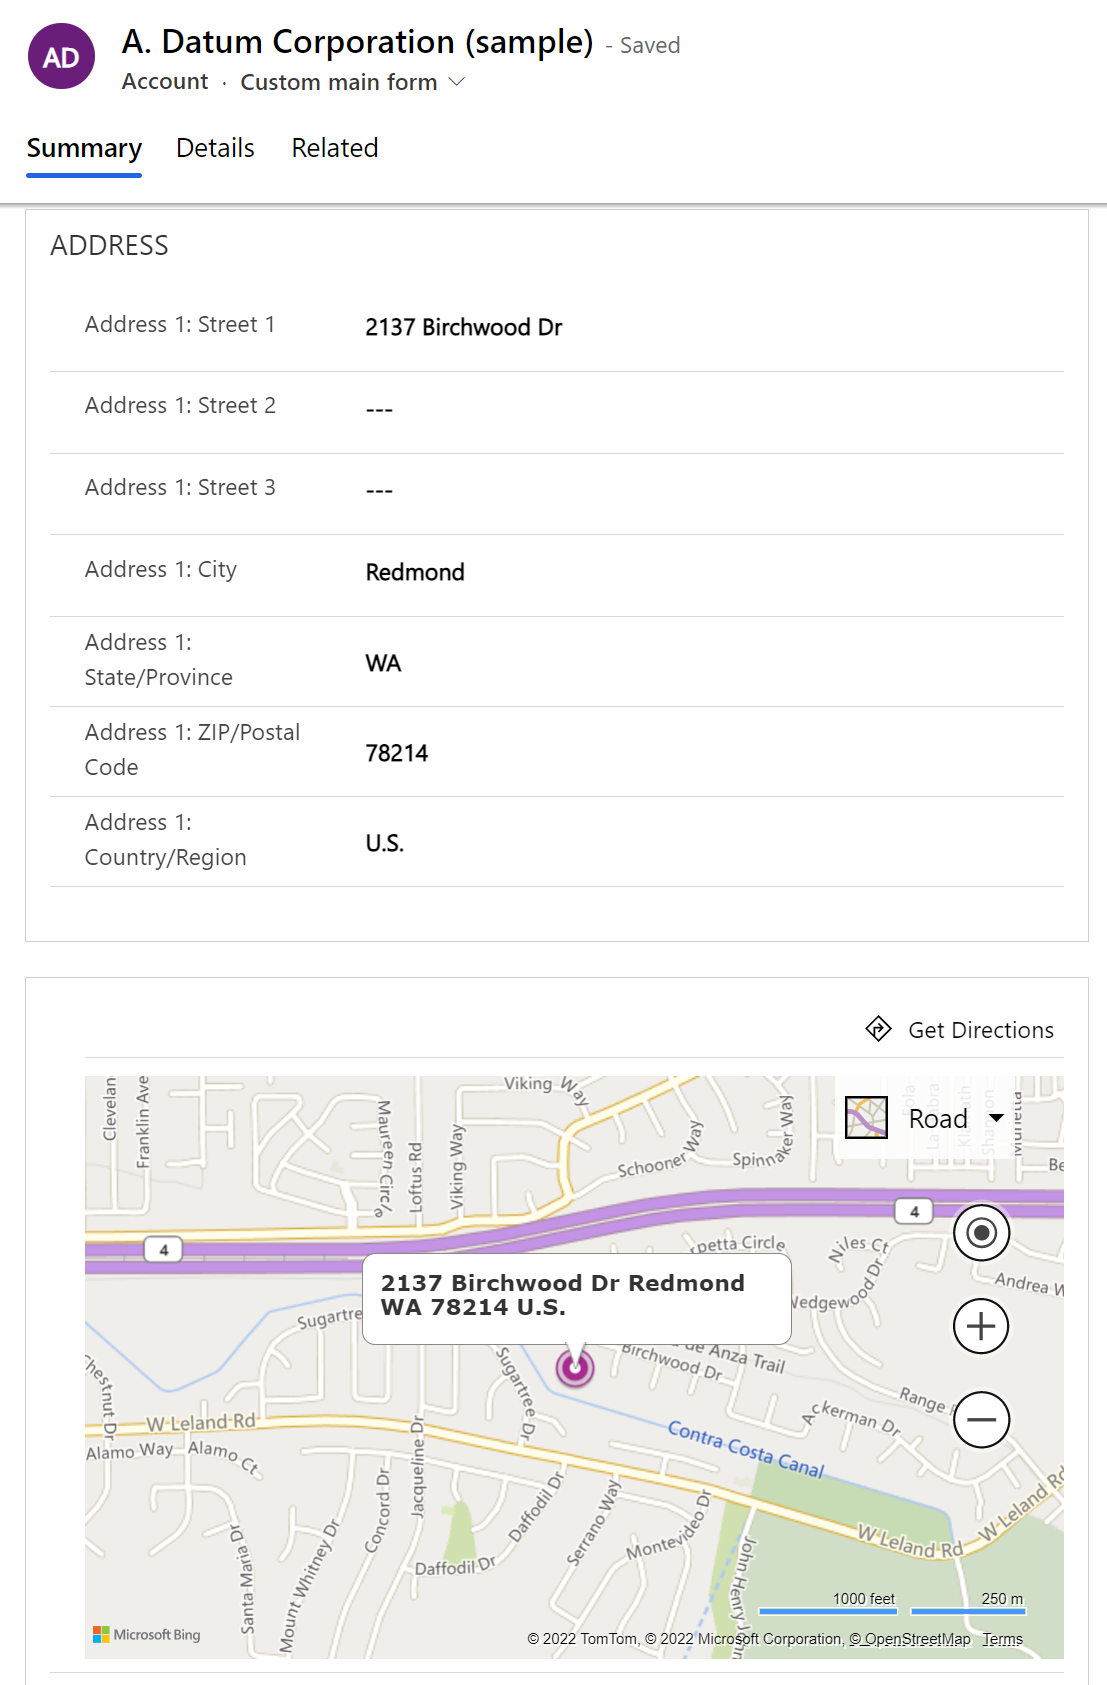 AD
A. Datum Corporation (sample) - Saved
Account · Custom main form
Summary Details Related
ADDRESS
Address 1: Street 1 2137 Birchwood Dr
Address 1: Street 2 ---
Address 1: Street 3 ---
Address 1: City Redmond
Address 1:
State/Province
WA
Address 1: ZIP/Postal
Code
78214
Address 1:
Country/Region
U.S.
Get Directions
Viking Way
Clevelan
Franklin Ave
Maureen Circle
Loftus Rd
Viking Way
Schooner Way
Spinnaker Way
Road
Be
4
4
Niles Ct
Andrea W
2137 Birchwood Dr Redmond
WA 78214 U.S.
petta Circle
Wedgewood Dr
Sugartre
Sugartree Dr
de Anza Trail
Birchwood Dr
Range
Ackerman Dr
Chestnut Dr
W Leland Rd
Alamo Way
Alamo Ct
Contra Costa Canal
Jacqueline Dr
Concord Dr
Daffodil Dr
Serrano Way
Montevideo Dr
W Leland Rd
W Leland Rd
Daffodil Dr
Santa Maria Dr
Mount Whitney Dr
John Henry John
1000 feet 250 m
Microsoft Bing
© 2022 TomTom, © 2022 Microsoft Corporation, © OpenStreetMap Terms